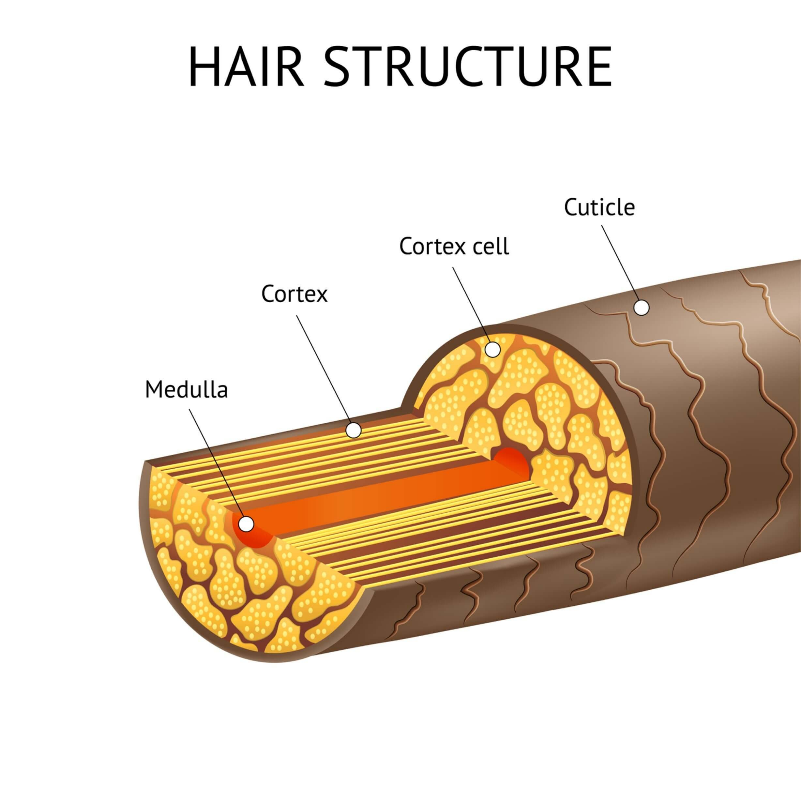 HAIR STRUCTURE
Cuticle
Cortex cell
Cortex
Medulla